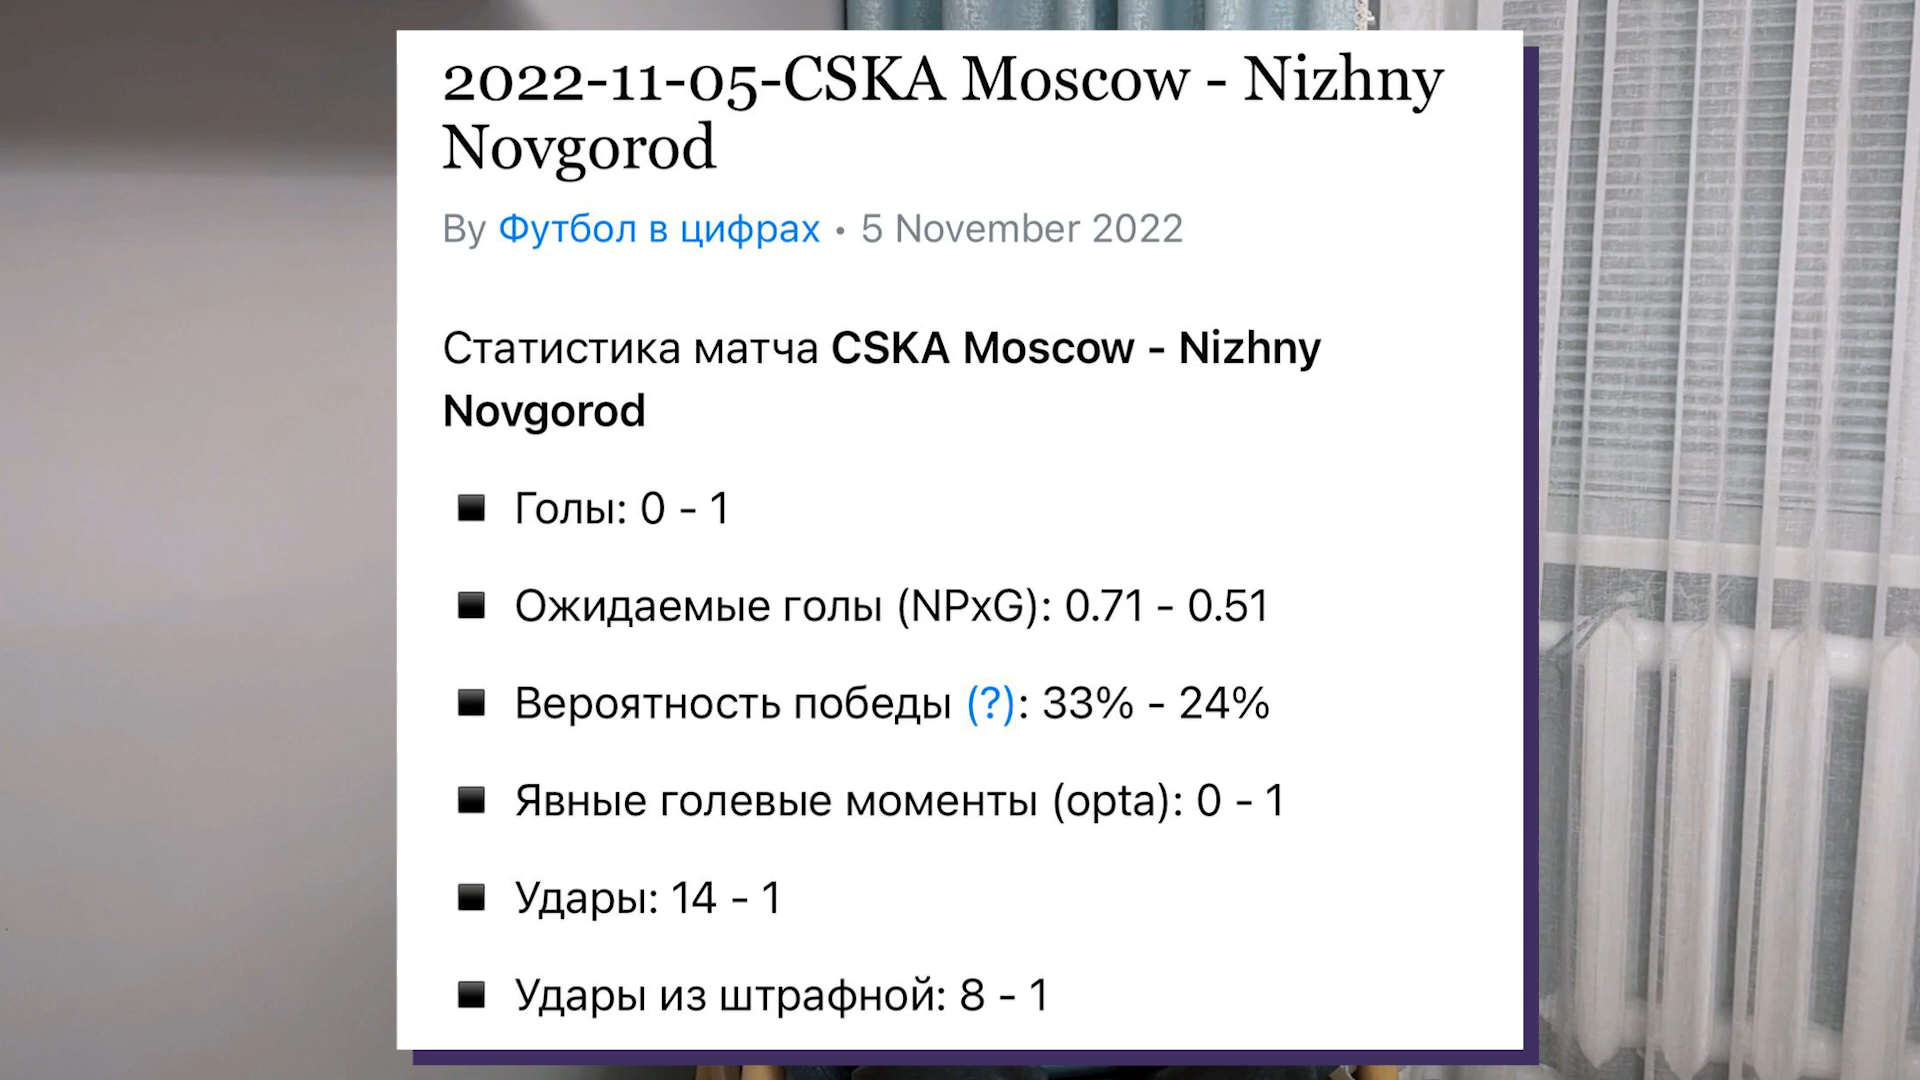 2022-11-05-CSKA Moscow - Nizhny
Novgorod
By Футбол в цифрах • 5 November 2022
Статистика матча CSKA Moscow - Nizhny
Novgorod
Голы: 0 - 1
Ожидаемые голы (NPxG): 0.71 - 0.51
Вероятность победы (?): 33% - 24%
Явные голевые моменты (opta): 0 - 1
Удары: 14 - 1
Удары из штрафной: 8 - 1